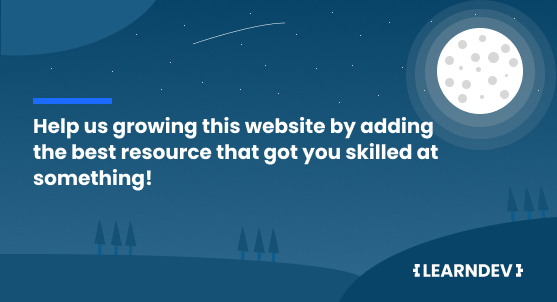 Help us growing this website by adding
the best resource that got you skilled at
something!
{LEARNDEV}